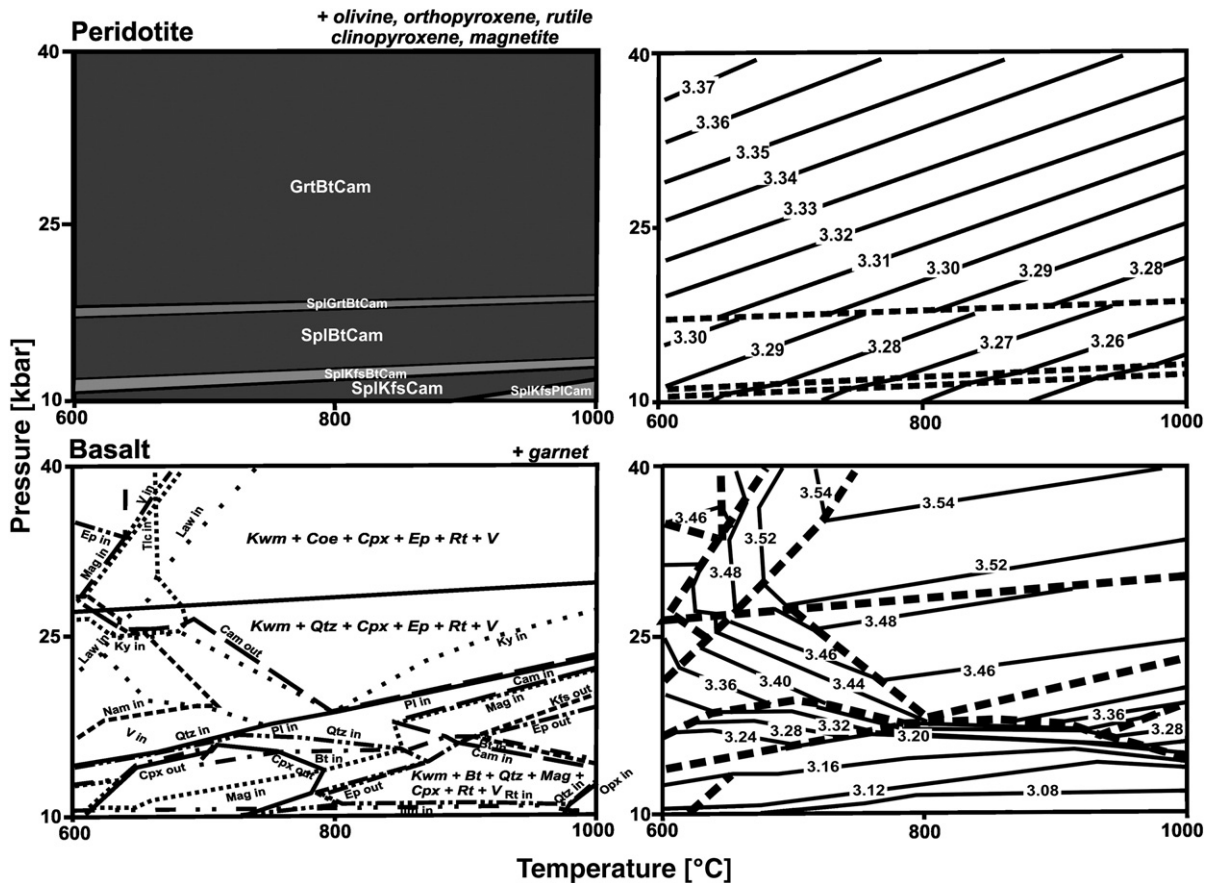 Peridotite
+ olivine, orthopyroxene, rutile
clinopyroxene, magnetite
40
25
10
600
800
1000
GrtBtCam
SplGrtBtCam
SplBtCam
SplKfsBtCam
SplKfsCam
SplKfsPlCam
40
25
10
600
800
1000
3.37
3.36
3.35
3.34
3.33
3.32
3.31
3.30
3.29
3.28
3.30
3.29
3.28
3.27
3.26
Pressure [kbar]
Basalt
+ garnet
40
25
10
600
800
1000
I
V in
Ep in
Mag in
Tlc in
Law in
Kwm + Coe + Cpx + Ep + Rt + V
Kwm + Qtz + Cpx + Ep + Rt + V
Law in
Ky in
Cam out
Ky in
Nam in
V in
Qtz in
Pl in
Qtz in
Pl in
Cam in
Mag in
Kfs out
Ep out
Cpx out
Cpx out
Bt in
Bt in
Cam in
Mag in
Ep out
Kwm + Bt + Qtz + Mag +
Cpx + Rt + V
Rt in
Qtz in
Opx in
40
25
10
600
800
1000
3.46
3.48
3.52
3.54
3.54
3.52
3.48
3.46
3.46
3.44
3.40
3.36
3.36
3.32
3.28
3.28
3.24
3.20
3.16
3.12
3.08
Temperature [°C]